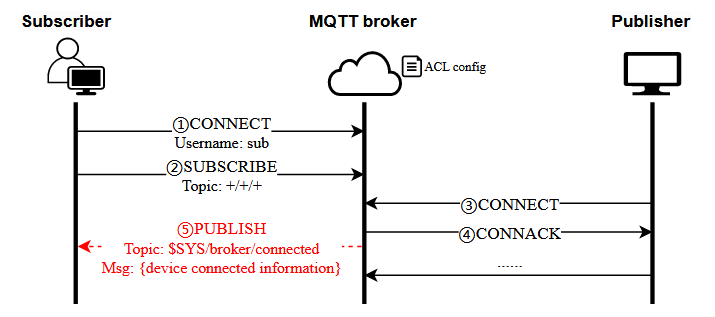 Subscriber
MQTT broker
Publisher
ACL config
①CONNECT
Username: sub
②SUBSCRIBE
Topic: +/+/+
③CONNECT
⑤PUBLISH
④CONNACK
Topic: $SYS/broker/connected
Msg: {device connected information}
......